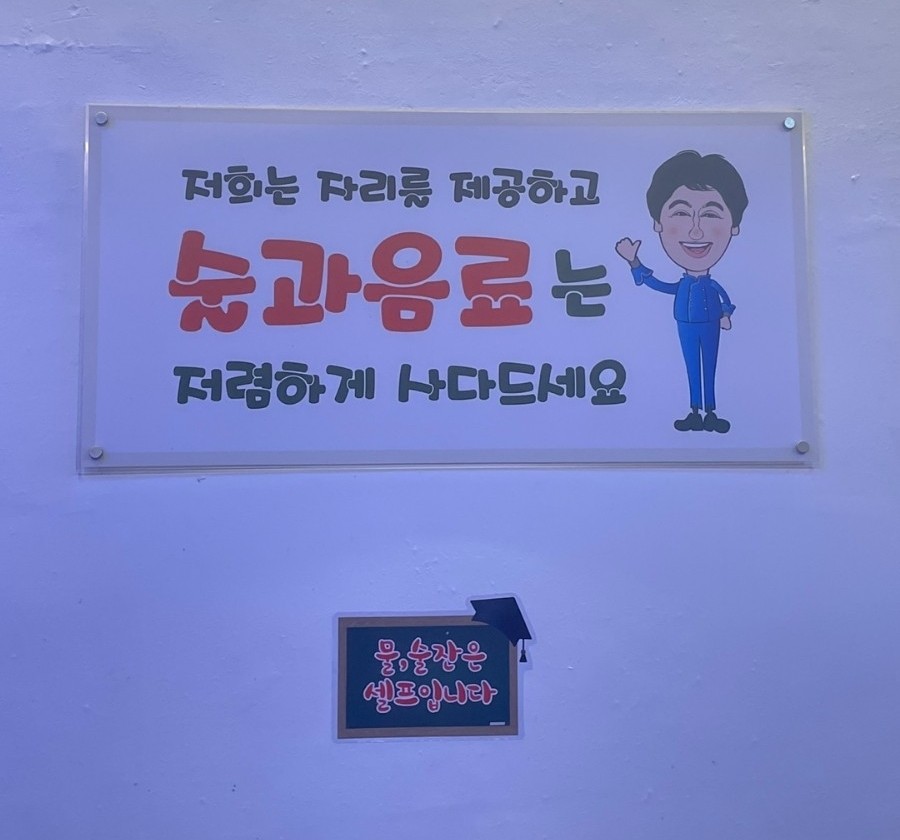 저희는 자리를 제공하고
술과음료는
저렴하게 사다드세요
물,술잔은
셀프입니다